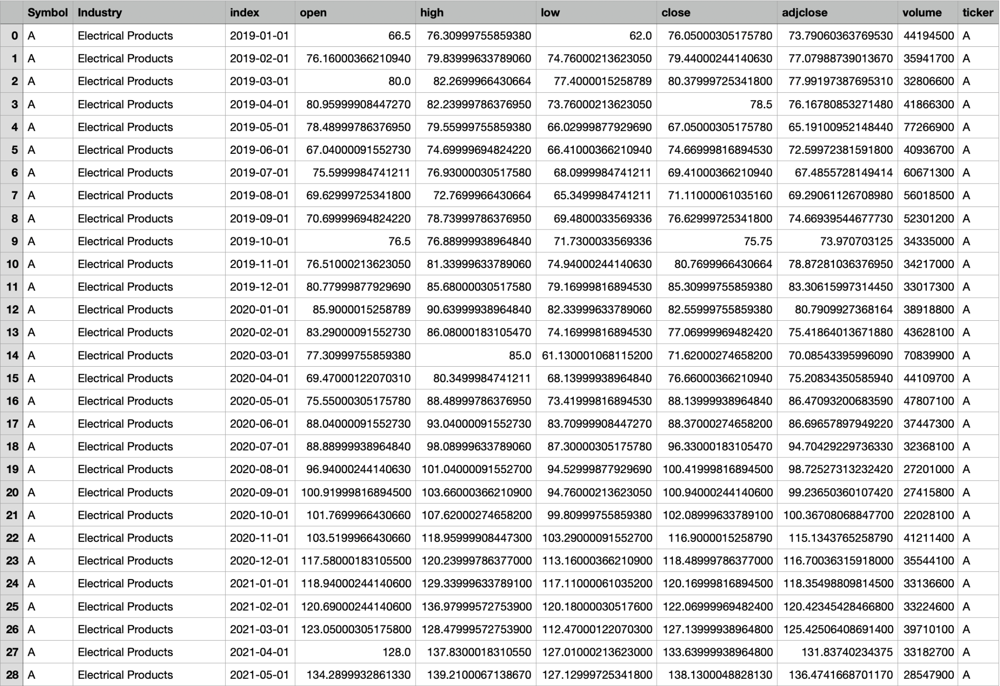 Symbol Industry index open high low close adjclose volume ticker
0 A Electrical Products 2019-01-01 66.5 76.30999755859380 62.0 76.05000305175780 73.79060363769530 44194500 A
1 A Electrical Products 2019-02-01 76.16000366210940 79.83999633789060 74.76000213623050 79.44000244140630 77.07988739013670 35941700 A
2 A Electrical Products 2019-03-01 80.0 82.2699966430664 77.4000015258789 80.37999725341800 77.99197387695310 32806600 A
3 A Electrical Products 2019-04-01 80.95999908447270 82.23999786376950 73.76000213623050 78.5 76.16780853271480 41866300 A
4 A Electrical Products 2019-05-01 78.48999786376950 79.55999755859380 66.02999877929690 67.05000305175780 65.19100952148440 77266900 A
5 A Electrical Products 2019-06-01 67.04000091552730 74.69999694824220 66.41000366210940 74.66999816894530 72.59972381591800 40936700 A
6 A Electrical Products 2019-07-01 75.5999984741211 76.93000030517580 68.0999984741211 69.41000366210940 67.4855728149414 60671300 A
7 A Electrical Products 2019-08-01 69.62999725341800 72.7699966430664 65.3499984741211 71.11000061035160 69.29061126708980 56018500 A
8 A Electrical Products 2019-09-01 70.69999694824220 78.73999786376950 69.4800033569336 76.62999725341800 74.66939544677730 52301200 A
9 A Electrical Products 2019-10-01 76.5 76.88999938964840 71.7300033569336 75.75 73.970703125 34335000 A
10 A Electrical Products 2019-11-01 76.51000213623050 81.33999633789060 74.94000244140630 80.7699966430664 78.87281036376950 34217000 A
11 A Electrical Products 2019-12-01 80.77999877929690 85.68000030517580 79.16999816894530 85.30999755859380 83.30615997314450 33017300 A
12 A Electrical Products 2020-01-01 85.9000015258789 90.63999938964840 82.33999633789060 82.55999755859380 80.7909927368164 38918800 A
13 A Electrical Products 2020-02-01 83.29000091552730 86.08000183105470 74.16999816894530 77.06999969482420 75.41864013671880 43628100 A
14 A Electrical Products 2020-03-01 77.30999755859380 85.0 61.130001068115200 71.62000274658200 70.08543395996090 70839900 A
15 A Electrical Products 2020-04-01 69.47000122070310 80.3499984741211 68.13999938964840 76.66000366210940 75.20834350585940 44109700 A
16 A Electrical Products 2020-05-01 75.55000305175780 88.48999786376950 73.41999816894530 88.13999938964840 86.47093200683590 47807100 A
17 A Electrical Products 2020-06-01 88.04000091552730 93.04000091552730 83.70999908447270 88.37000274658200 86.69657897949220 37447300 A
18 A Electrical Products 2020-07-01 88.88999938964840 98.08999633789060 87.30000305175780 96.33000183105470 94.70429229736330 32368100 A
19 A Electrical Products 2020-08-01 96.94000244140630 101.04000091552700 94.52999877929690 100.41999816894500 98.72527313232420 27201000 A
20 A Electrical Products 2020-09-01 100.91999816894500 103.66000366210900 94.76000213623050 100.94000244140600 99.23650360107420 27415800 A
21 A Electrical Products 2020-10-01 101.7699966430660 107.62000274658200 99.80999755859380 102.08999633789100 100.36708068847700 22028100 A
22 A Electrical Products 2020-11-01 103.5199966430660 118.95999908447300 103.29000091552700 116.9000015258790 115.1343765258790 41211400 A
23 A Electrical Products 2020-12-01 117.58000183105500 120.23999786377000 113.16000366210900 118.48999786377000 116.70036315918000 35544100 A
24 A Electrical Products 2021-01-01 118.94000244140600 129.33999633789100 117.11000061035200 120.16999816894500 118.35498809814500 33136600 A
25 A Electrical Products 2021-02-01 120.69000244140600 136.97999572753900 120.18000030517600 122.06999969482400 120.42345428466800 33224600 A
26 A Electrical Products 2021-03-01 123.05000305175800 128.47999572753900 112.47000122070300 127.13999938964800 125.42506408691400 39710100 A
27 A Electrical Products 2021-04-01 128.0 137.8300018310550 127.01000213623000 133.63999938964800 131.83740234375 33182700 A
28 A Electrical Products 2021-05-01 134.2899932861330 139.2100067138670 127.12999725341800 138.1300048828130 136.4741668701170 28547900 A